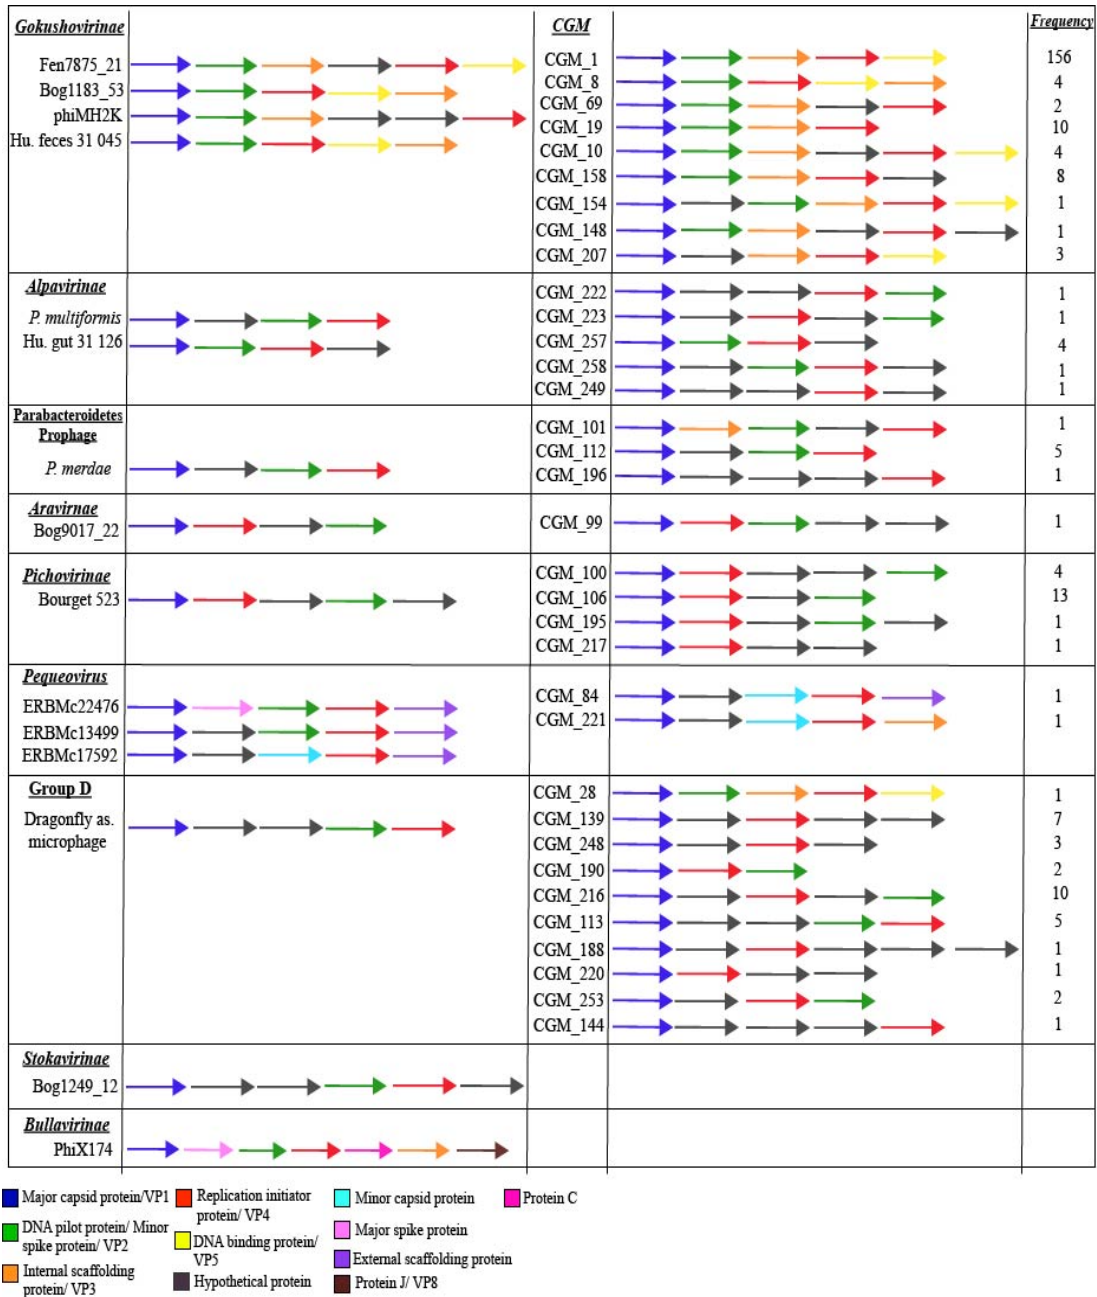 Gokushovirinae
CGM
Frequency
Fen7875_21
CGM_1
156
Bog1183_53
CGM_8
4
phiMH2K
CGM_69
2
Hu. feces 31 045
CGM_19
10
CGM_10
4
CGM_158
8
CGM_154
1
CGM_148
1
CGM_207
3
Alpavirinae
CGM_222
1
P. multiformis
CGM_223
1
Hu. gut 31 126
CGM_257
4
CGM_258
1
CGM_249
1
Parabacteroidetes
Prophage
CGM_101
1
CGM_112
5
P. merdae
CGM_196
1
Aravirnae
Bog9017_22
CGM_99
1
Pichovirinae
CGM_100
4
Bourget 523
CGM_106
13
CGM_195
1
CGM_217
1
Pequeovirus
ERBMc22476
CGM_84
1
ERBMc13499
CGM_221
1
ERBMc17592
Group D
CGM_28
1
Dragonfly as.
microphage
CGM_139
7
CGM_248
3
CGM_190
2
CGM_216
10
CGM_113
5
CGM_188
1
CGM_220
1
CGM_253
2
CGM_144
1
Stokavirinae
Bog1249_12
Bullavirinae
PhiX174
Major capsid protein/VP1
DNA pilot protein/ Minor
spike protein/ VP2
Internal scaffolding
protein/ VP3
Replication initiator
protein/ VP4
DNA binding protein/
VP5
Hypothetical protein
Minor capsid protein
Major spike protein
External scaffolding protein
Protein J/ VP8
Protein C